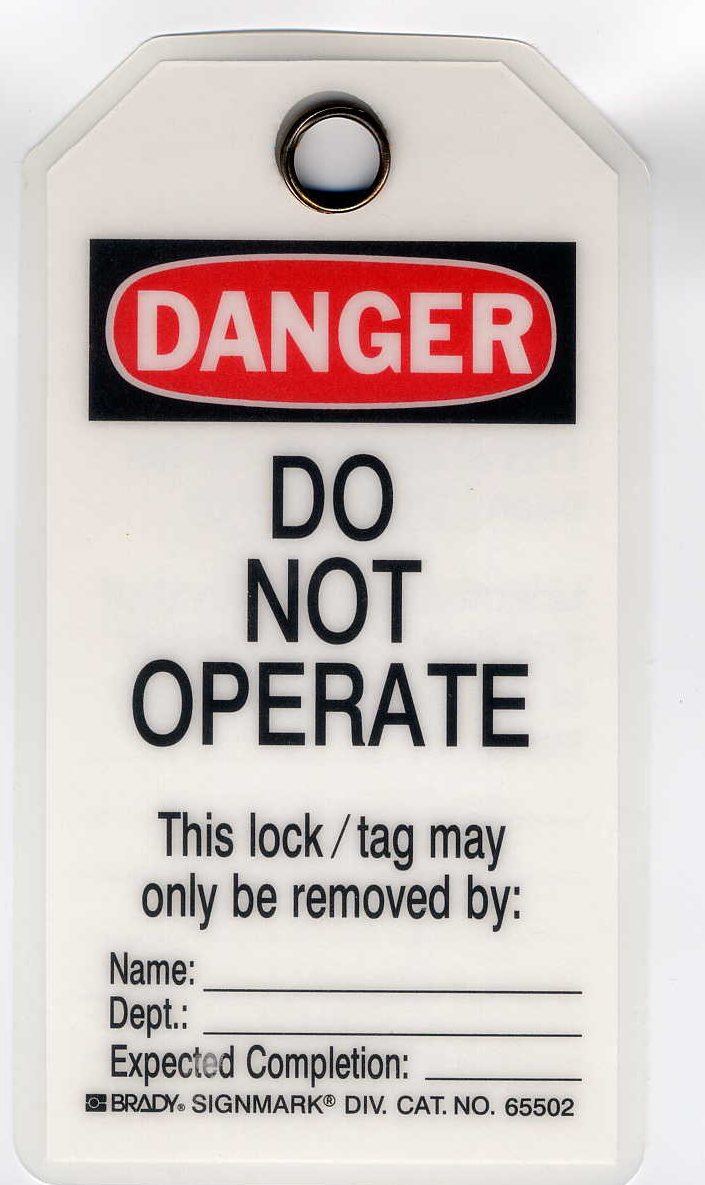 DANGER
DO
NOT
OPERATE
This lock / tag may
only be removed by:
Name:
Dept.:
Expected Completion:
BRADY® SIGNMARK® DIV. CAT. NO. 65502